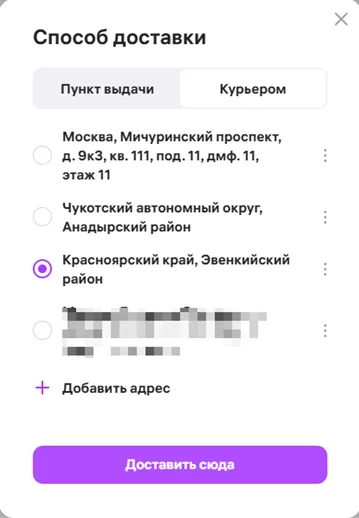 Способ доставки
Пункт выдачи
Курьером
Москва, Мичуринский проспект,
д. 9к3, кв. 111, под. 11, дмф. 11,
этаж 11
Чукотский автономный округ,
Анадырский район
Красноярский край, Эвенкийский
район
Добавить адрес
Доставить сюда